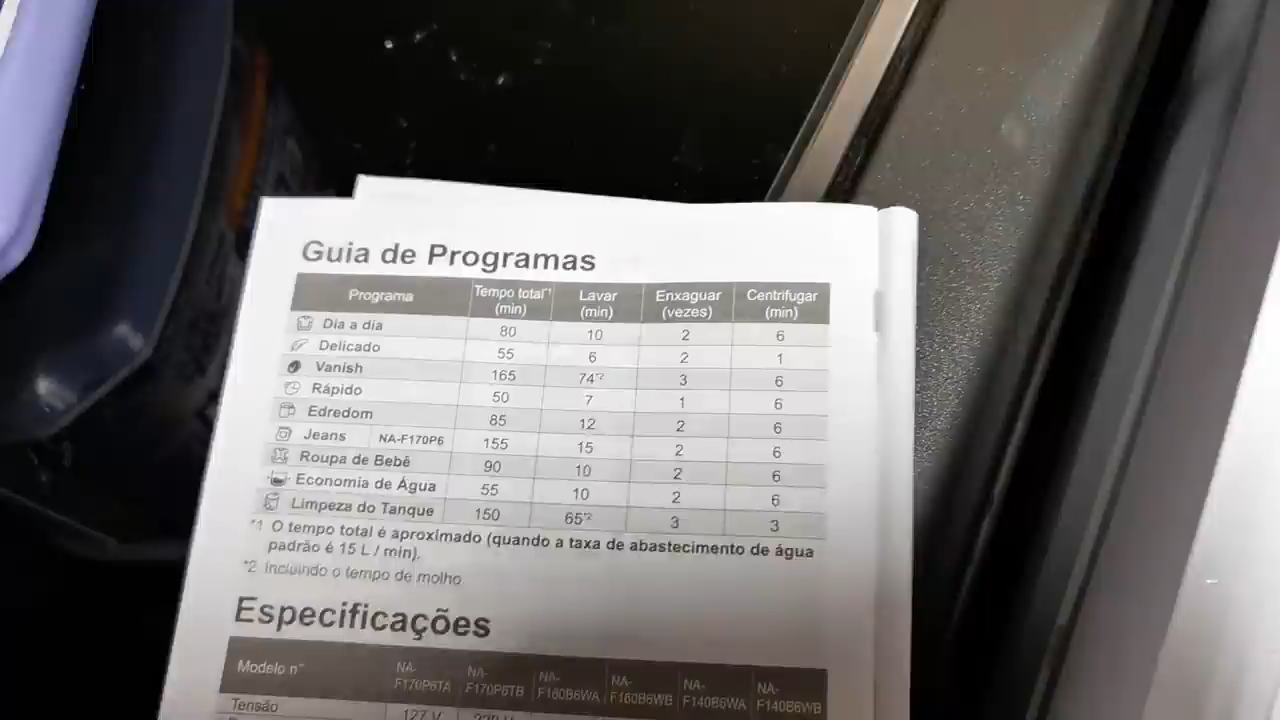 Guia de Programas
Programa Tempo total*1 (min) Lavar (min) Enxaguar (vezes) Centrifugar (min)
Dia a dia 80 10 2 6
Delicado 55 6 2 1
Vanish 165 74*2 3 6
Rápido 50 7 1 6
Edredom 85 12 2 6
Jeans NA-F170P6 155 15 2 6
Roupa de Bebê 90 10 2 6
Economia de Água 55 10 2 6
Limpeza do Tanque 150 65*2 3 3
*1 O tempo total é aproximado (quando a taxa de abastecimento de água
padrão é 15 L / min).
*2 Incluindo o tempo de molho
Especificações
Modelo n° NA-F170P6TA NA-F170P6TB NA-F160B6WA NA-F160B6WB NA-F140B6WA NA-F140B6WB
Tensão 127 V 220 V